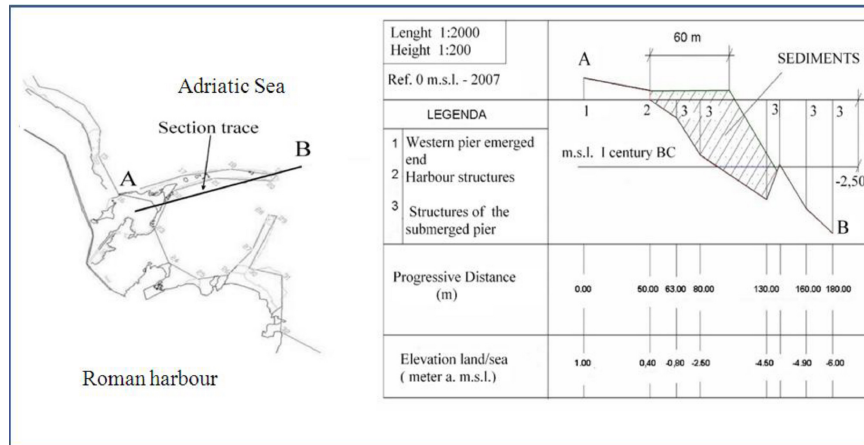 Adriatic Sea
Section trace
B
A
Roman harbour
Lenght 1:2000
Height 1:200
Ref. 0 m.s.l. - 2007
LEGENDA
1 Western pier emerged
end
2 Harbour structures
3 Structures of the
submerged pier
60 m
A
SEDIMENTS
1 2 3 3 3 3 3
m.s.l. I century BC
-2,50
B
Progressive Distance
(m)
0.00 50.00 63.00 80.00 130.00 160.00 180.00
Elevation land/sea
( meter a. m.s.l.)
1.00 0,40 -0,80 -2.50 -4.50 -4.90 -6.00